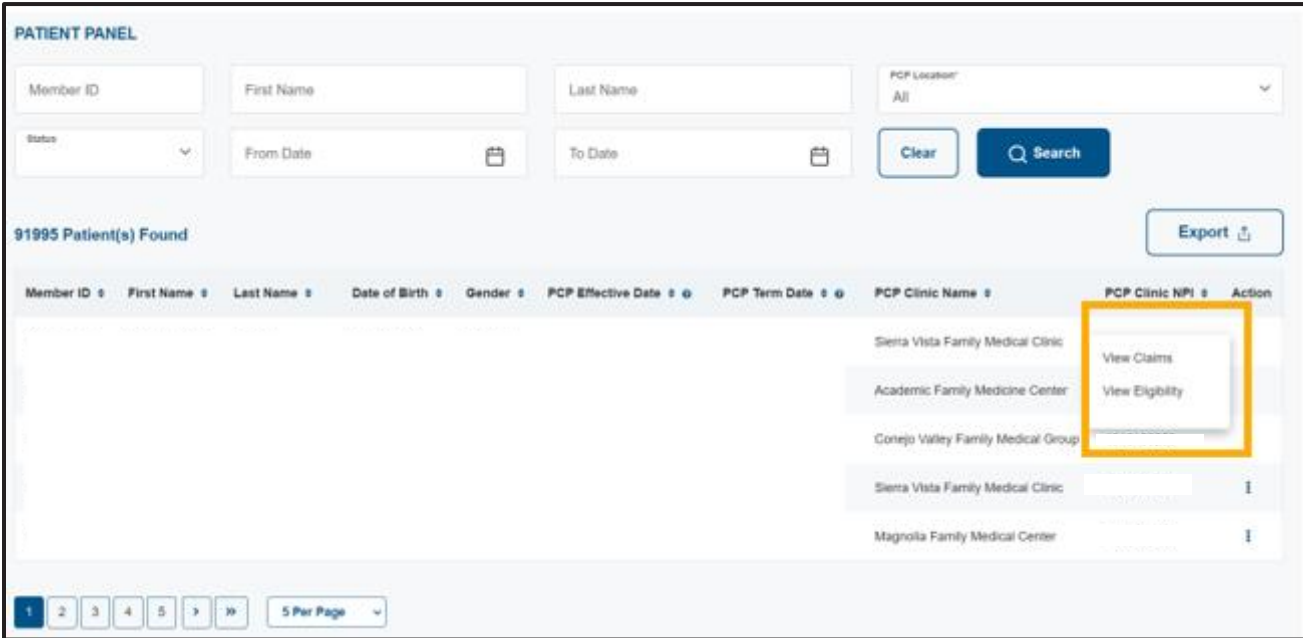 PATIENT PANEL
Member ID
First Name
Last Name
PCP Location*
All
Status
From Date
To Date
Clear
Search
91995 Patient(s) Found
Export
Member ID First Name Last Name Date of Birth Gender PCP Effective Date PCP Term Date PCP Clinic Name PCP Clinic NPI Action
Sierra Vista Family Medical Clinic
View Claims
Academic Family Medicine Center
View Eligibility
Conejo Valley Family Medical Group
Sierra Vista Family Medical Clinic
Magnolia Family Medical Center
1 2 3 4 5 > »
5 Per Page